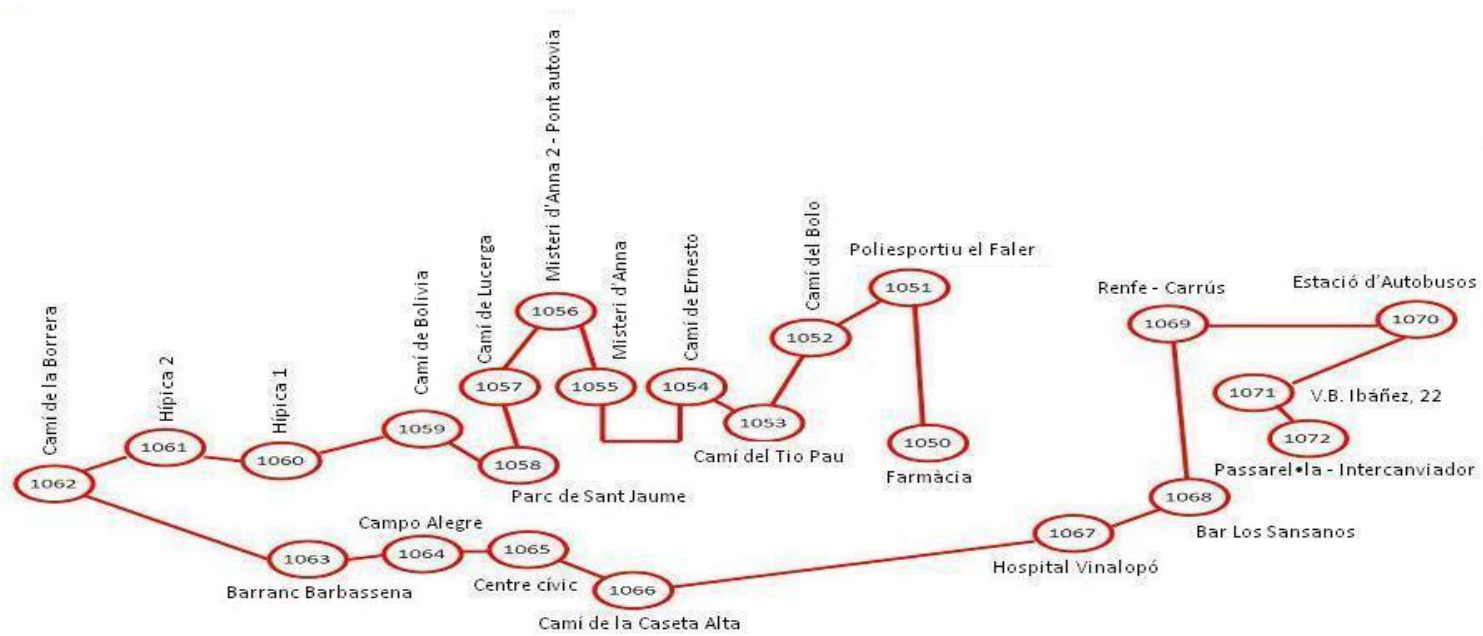 Misteri d'Anna 2 - Pont autovia
Camí del Bolo
Poliesportiu el Faler
Camí de Lucerga
Misteri d'Anna
Camí de Ernesto
Estació d'Autobusos
Renfe - Carrús
Camí de Bolivia
Camí de la Borrera
Hípica 2
Hípica 1
1051
1056
1070
1069
1052
1057
1055
1054
1071
V.B. Ibáñez, 22
1053
1059
1072
1050
1061
1060
1058
Camí del Tio Pau
Farmàcia
Passarel•la - Intercanviador
1062
Parc de Sant Jaume
1068
Campo Alegre
1067
Bar Los Sansanos
1065
1064
1063
Hospital Vinalopó
Centre cívic
1066
Barranc Barbassena
Camí de la Caseta Alta